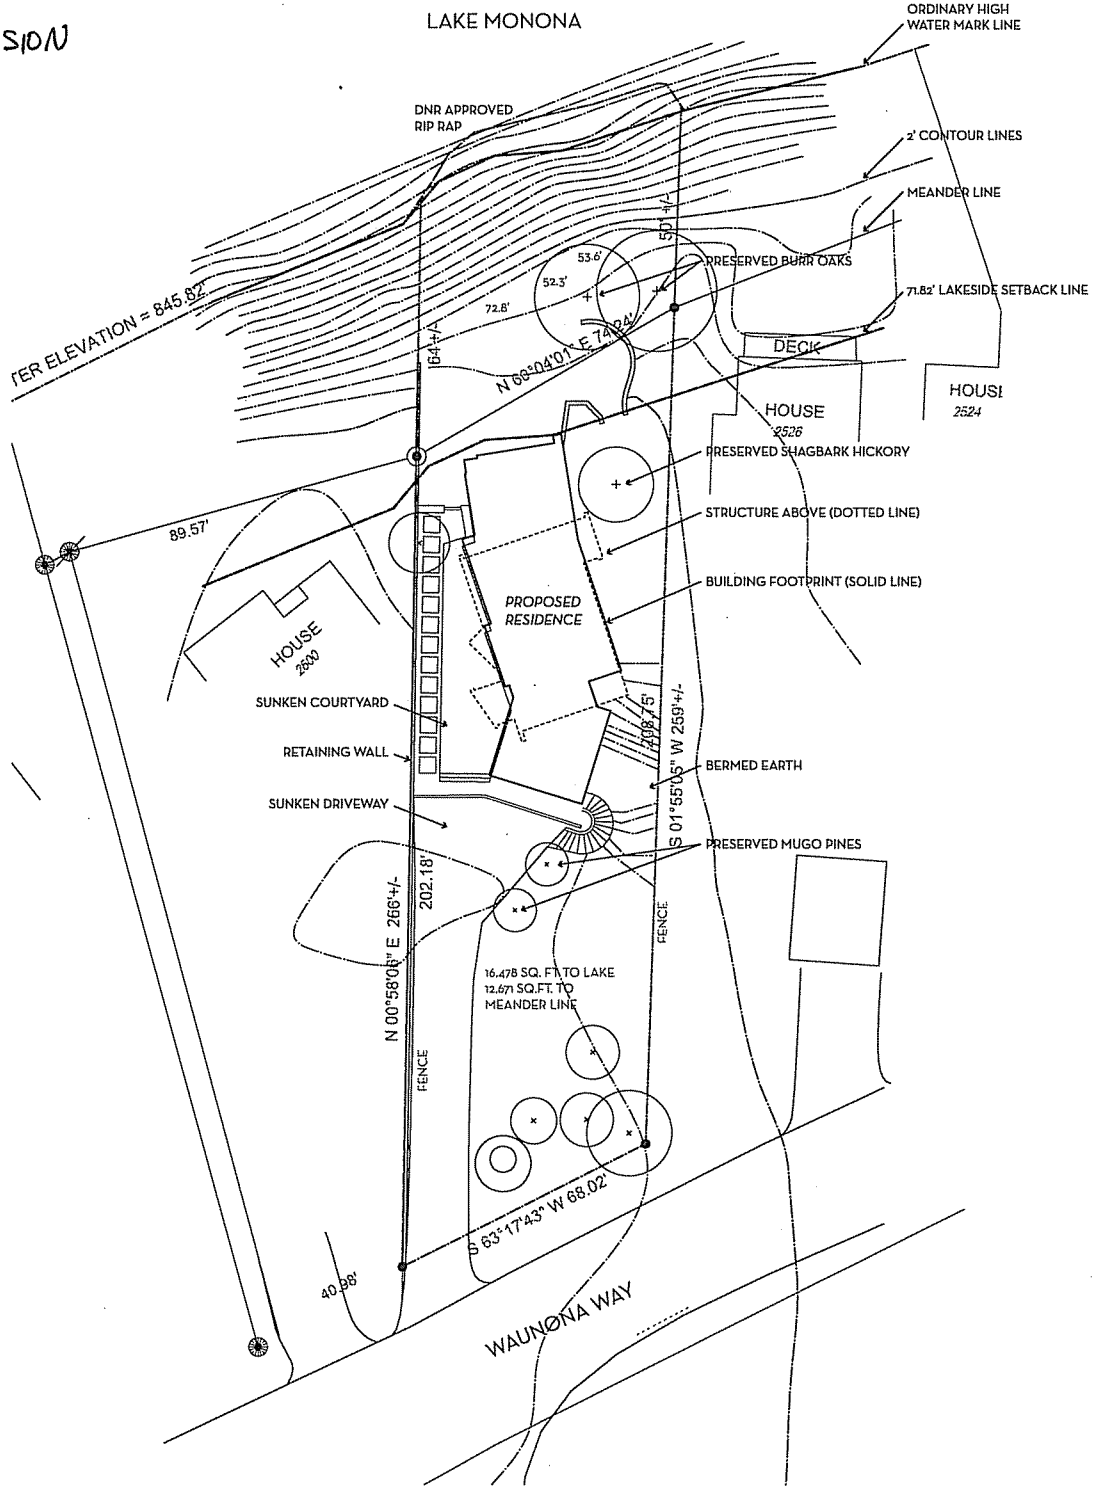 SION
LAKE MONONA
ORDINARY HIGH
WATER MARK LINE
DNR APPROVED
RIP RAP
2' CONTOUR LINES
MEANDER LINE
50' +/-
53.6'
PRESERVED BURR OAKS
52.3'
72.8'
71.82' LAKESIDE SETBACK LINE
TER ELEVATION = 845.82'
64' +/-
DECK
HOUSE
2524
HOUSE
2526
PRESERVED SHAGBARK HICKORY
89.57'
STRUCTURE ABOVE (DOTTED LINE)
BUILDING FOOTPRINT (SOLID LINE)
PROPOSED
RESIDENCE
HOUSE
2600
SUNKEN COURTYARD
RETAINING WALL
S 01°55'05" W 259'+/-
BERMED EARTH
SUNKEN DRIVEWAY
PRESERVED MUGO PINES
202.18'
N 00°58'06" E 266'+/-
FENCE
16,478 SQ. FT TO LAKE
12,671 SQ.FT. TO
MEANDER LINE
FENCE
S 63°17'43" W 68.02'
40.98'
WAUNONA WAY